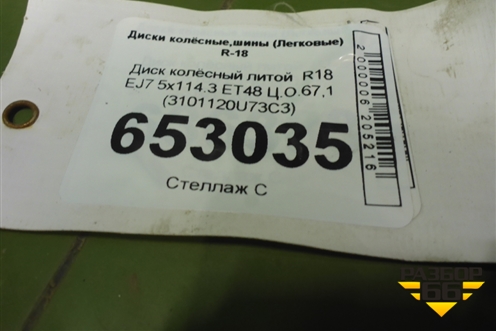 Диски колёсные,шины (Легковые)
R-18
Диск колёсный литой R18
EJ7 5x114.3 ET48 Ц.О.67,1
(3101120U73C3)
653035
Стеллаж С
2000006205216
РАЗБОР
66